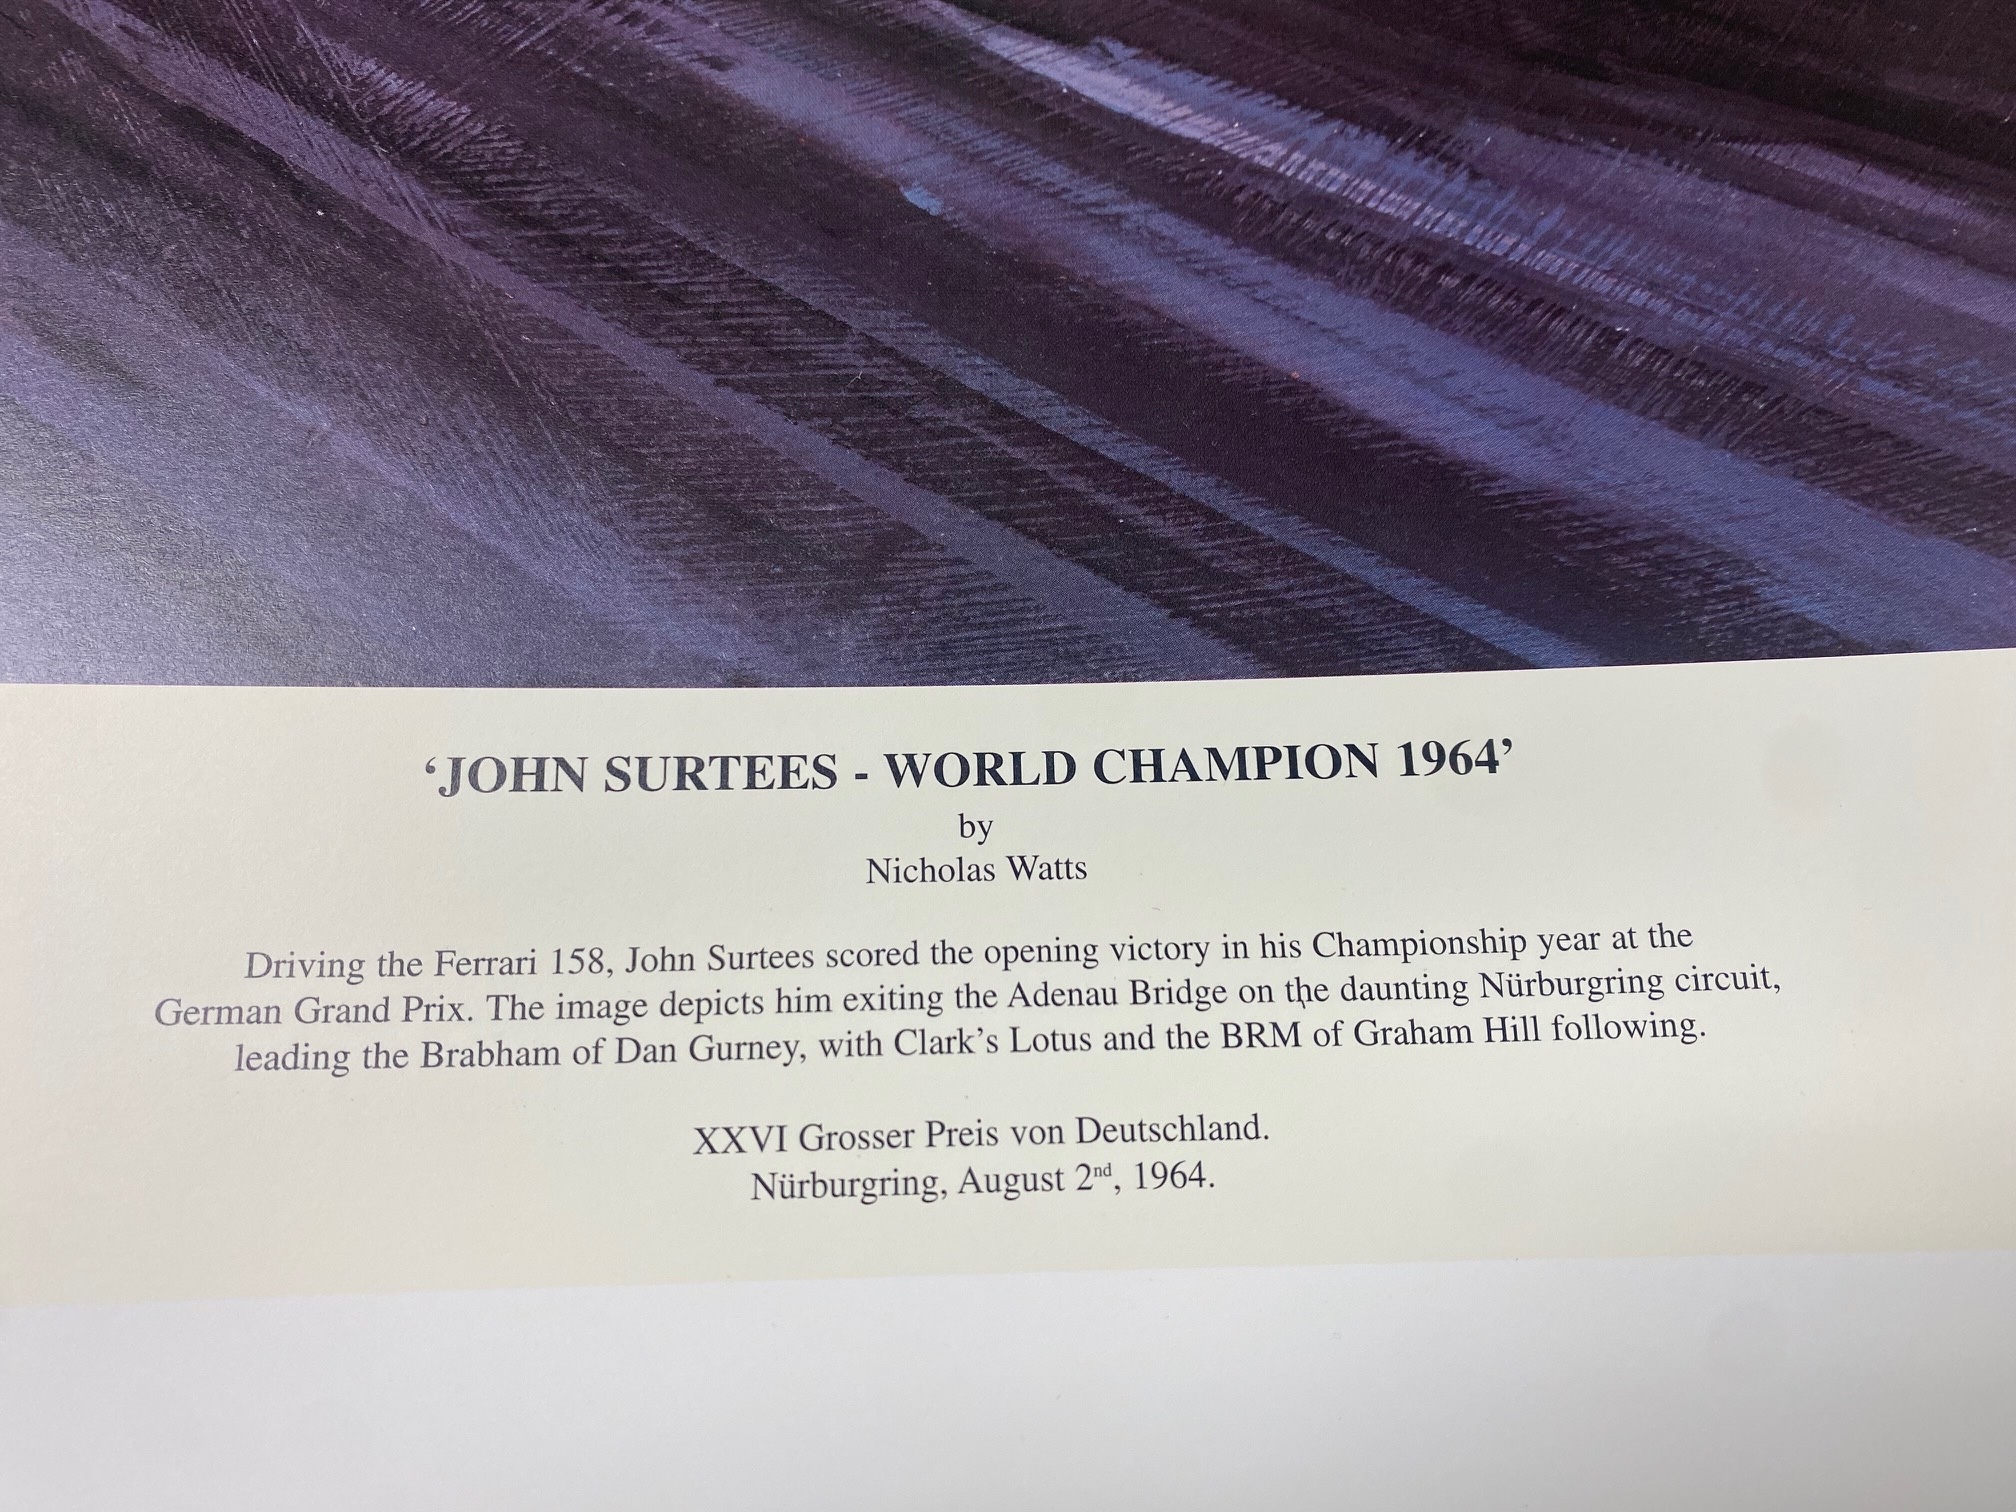 ‘JOHN SURTEES - WORLD CHAMPION 1964’
by
Nicholas Watts
Driving the Ferrari 158, John Surtees scored the opening victory in his Championship year at the
German Grand Prix. The image depicts him exiting the Adenau Bridge on the daunting Nürburgring circuit,
leading the Brabham of Dan Gurney, with Clark’s Lotus and the BRM of Graham Hill following.
XXVI Grosser Preis von Deutschland.
Nürburgring, August 2nd, 1964.